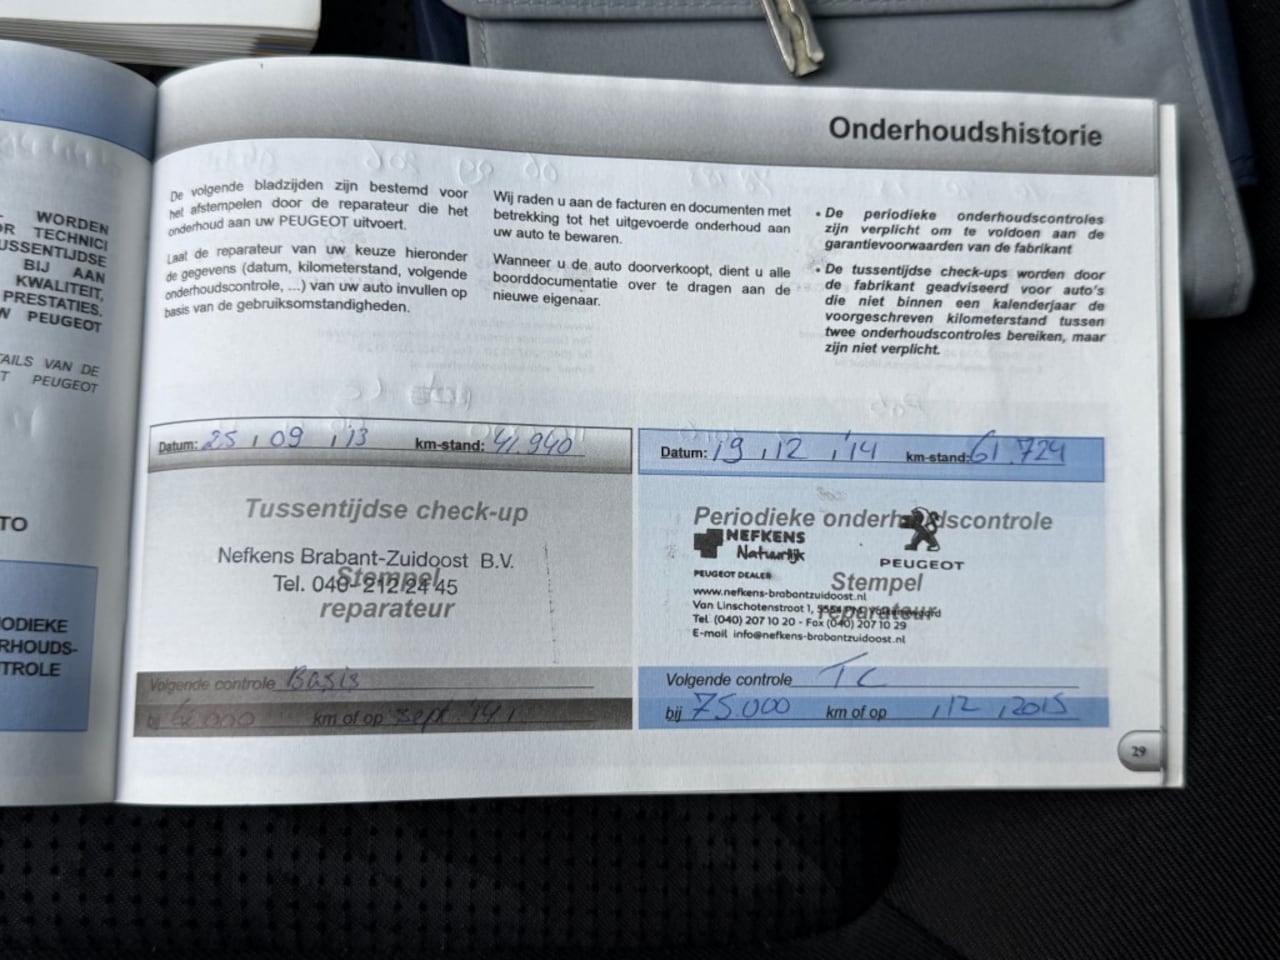 WORDEN
OR TECHNICI
USSENTIJDSE
BIJ AAN
KWALITEIT,
PRESTATIES.
W PEUGEOT
TAILS VAN DE
T PEUGEOT
TO
ODIEKE
RHOUDS-
TROLE
Onderhoudshistorie
De volgende bladzijden zijn bestemd voor
het afstempelen door de reparateur die het
onderhoud aan uw PEUGEOT uitvoert.
Laat de reparateur van uw keuze hieronder
de gegevens (datum, kilometerstand, volgende
onderhoudscontrole, ...) van uw auto invullen op
basis van de gebruiksomstandigheden.
Wij raden u aan de facturen en documenten met
betrekking tot het uitgevoerde onderhoud aan
uw auto te bewaren.
Wanneer u de auto doorverkoopt, dient u alle
boorddocumentatie over te dragen aan de
nieuwe eigenaar.
• De periodieke onderhoudscontroles
zijn verplicht om te voldoen aan de
garantievoorwaarden van de fabrikant
• De tussentijdse check-ups worden door
de fabrikant geadviseerd voor auto's
die niet binnen een kalenderjaar de
voorgeschreven kilometerstand tussen
twee onderhoudscontroles bereiken, maar
zijn niet verplicht.
Datum: 25 , 09 , '13 km-stand: 41.940
Tussentijdse check-up
Nefkens Brabant-Zuidoost B.V.
Tel. 040-212 24 45
Stempel
reparateur
Volgende controle Basis
bij 60.000 km of op sept '14 ,
Datum: 19 , 12 , '14 km-stand: 61.724
Periodieke onderhoudscontrole
NEFKENS
Natuurlijk
PEUGEOT
PEUGEOT DEALER
Stempel
reparateur
www.nefkens-brabantzuidoost.nl
Van Linschotenstraat 1,
Tel. (040) 207 10 20 - Fax (040) 207 10 29
E-mail info@nefkens-brabantzuidoost.nl
Volgende controle TC
bij 75.000 km of op , 12 , 2015
29